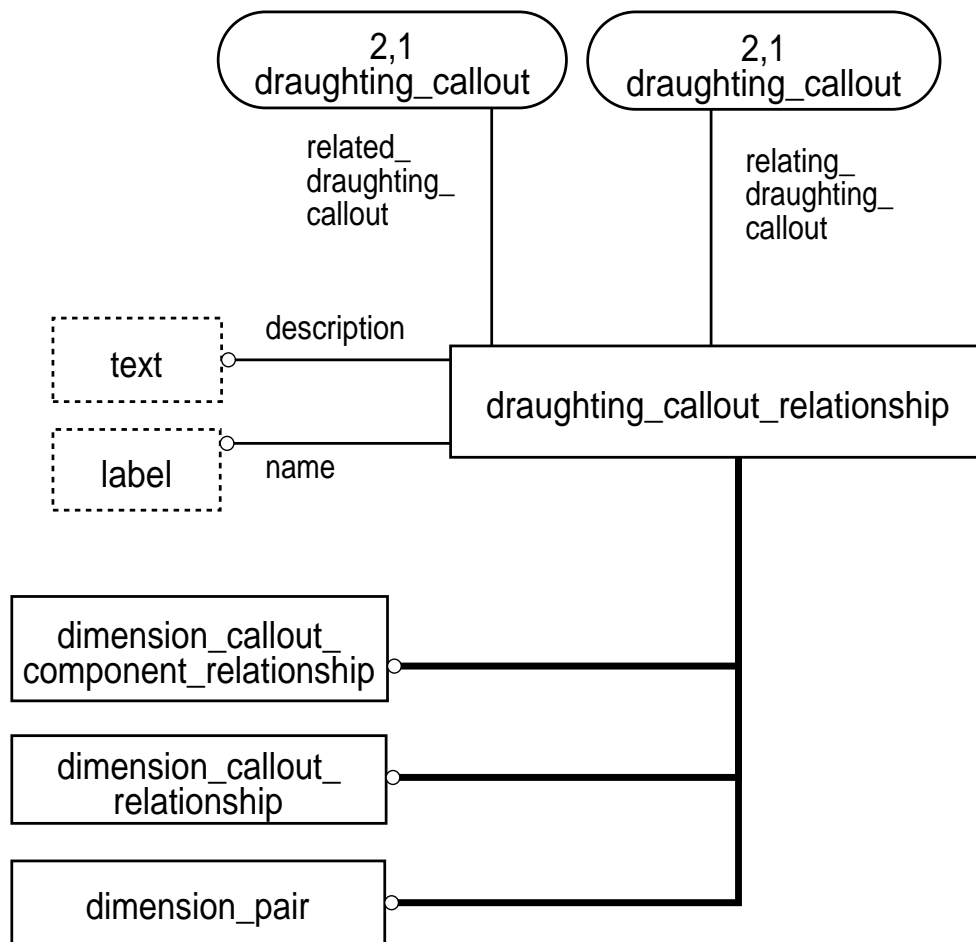 2,1
draughting_callout
2,1
draughting_callout
related_
draughting_
callout
relating_
draughting_
callout
description
text
draughting_callout_relationship
label
name
dimension_callout_
component_relationship
dimension_callout_
relationship
dimension_pair